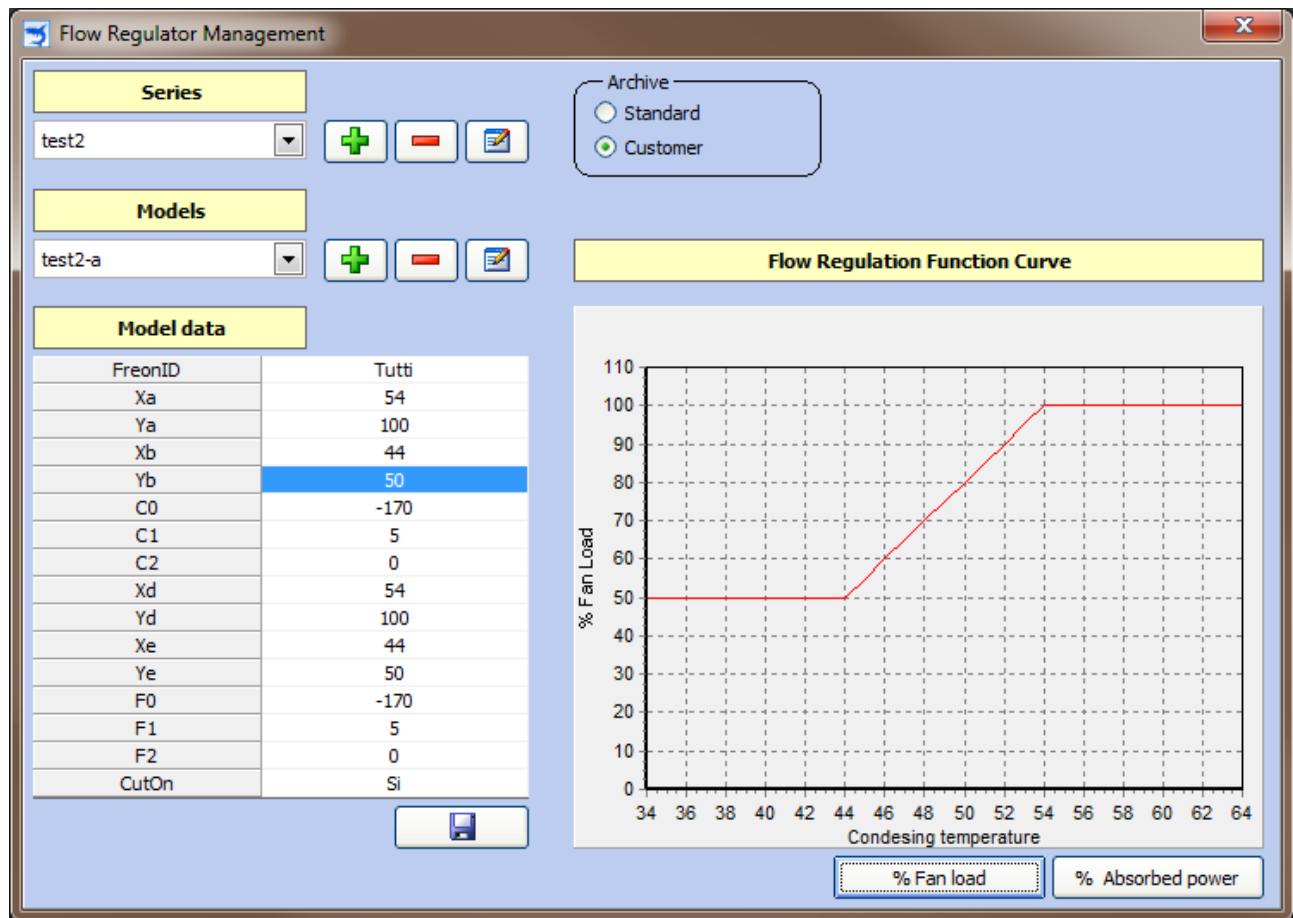 Flow Regulator Management
Series
test2
Archive
Standard
Customer
Models
test2-a
Flow Regulation Function Curve
Model data
FreonID Tutti
Xa 54
Ya 100
Xb 44
Yb 50
C0 -170
C1 5
C2 0
Xd 54
Yd 100
Xe 44
Ye 50
F0 -170
F1 5
F2 0
CutOn Si
110
100
90
80
70
60
50
40
30
20
10
0
% Fan Load
34 36 38 40 42 44 46 48 50 52 54 56 58 60 62 64
Condesing temperature
% Fan load
% Absorbed power